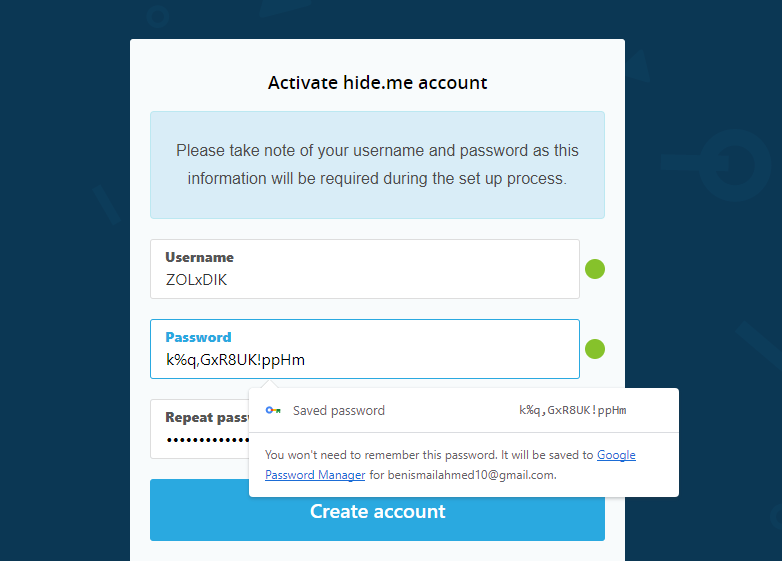 Activate hide.me account
Please take note of your username and password as this
information will be required during the set up process.
Username
ZOLxDIK
Password
k%q,GxR8UK!ppHm
Saved password k%q,GxR8UK!ppHm
You won't need to remember this password. It will be saved to Google
Password Manager for benismailahmed10@gmail.com.
Repeat
Create account